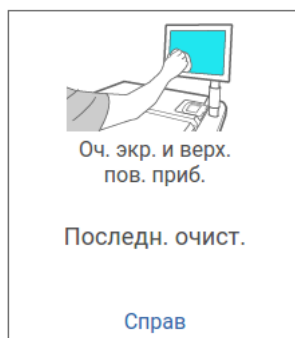 Оч. экр. и верх.
пов. приб.
Последн. очист.
Справ